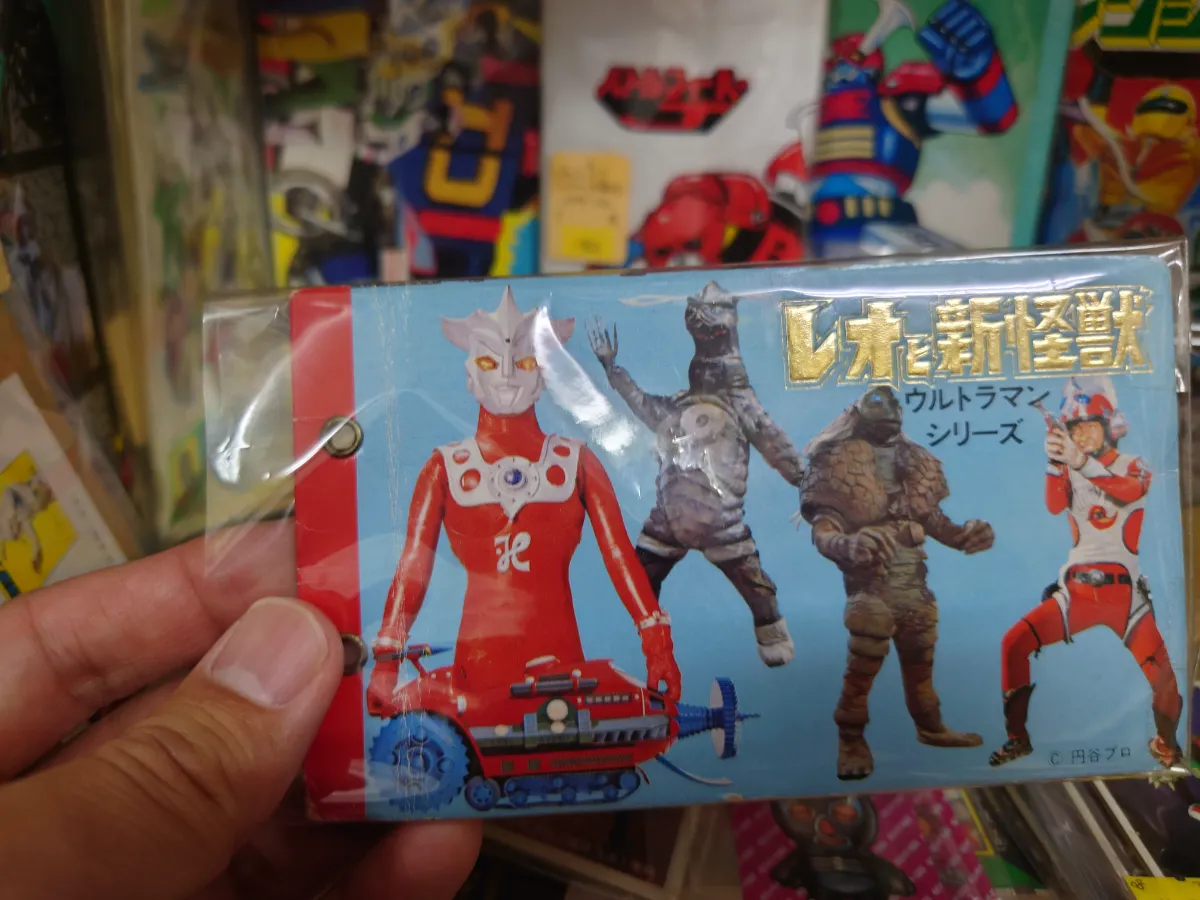 レオと新怪獣
ウルトラマン
シリーズ
C 円谷プロ